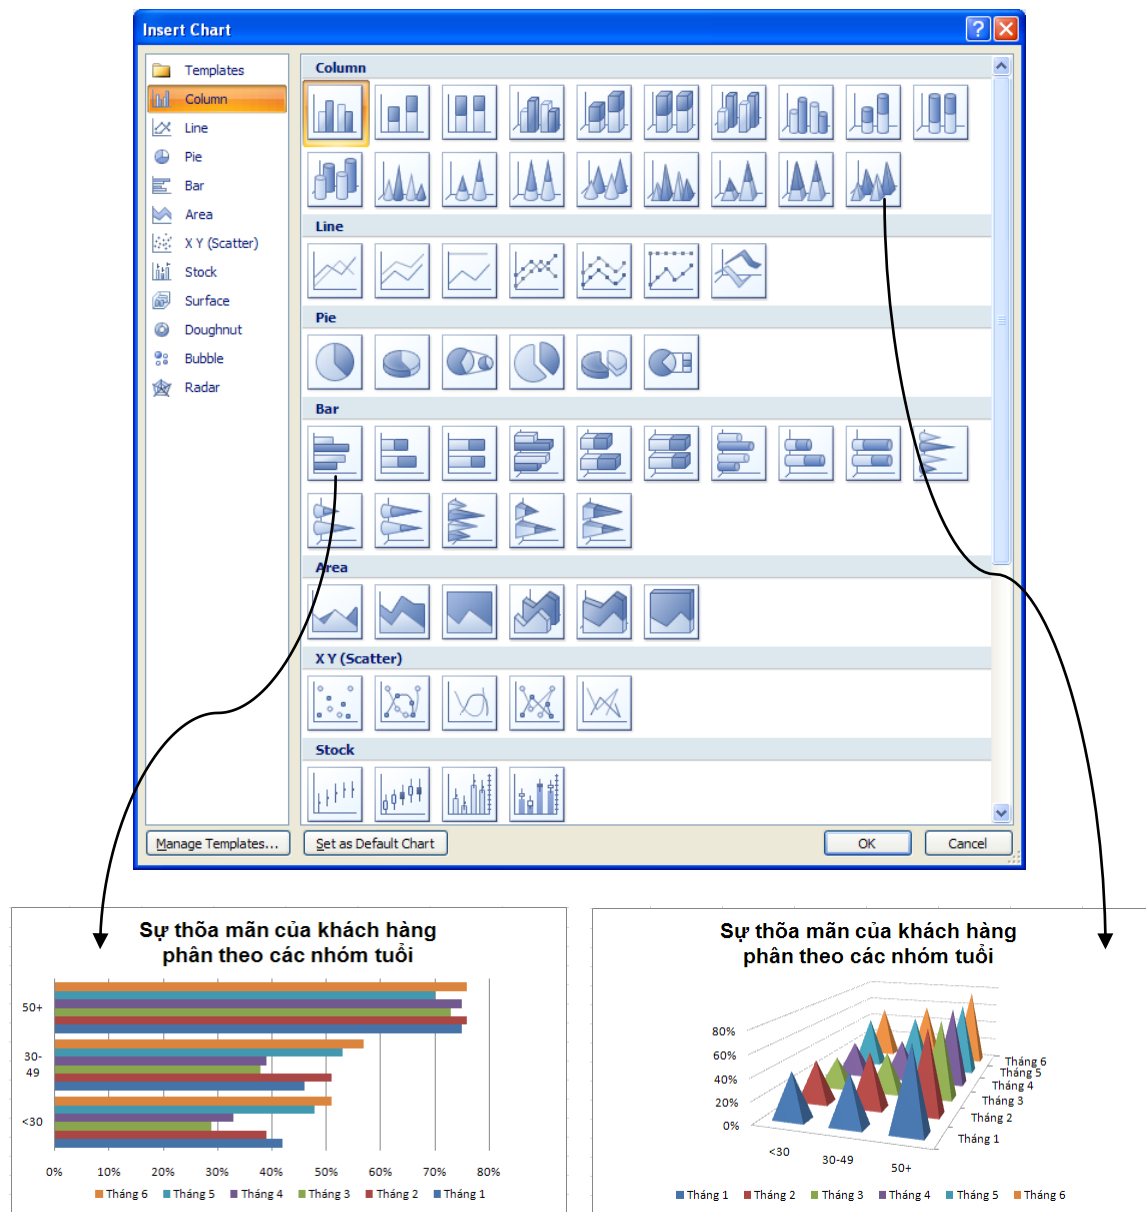 Insert Chart
Templates
Column
Line
Pie
Bar
Area
X Y (Scatter)
Stock
Surface
Doughnut
Bubble
Radar
Column
Line
Pie
Bar
Area
X Y (Scatter)
Stock
Manage Templates...
Set as Default Chart
OK
Cancel
Sự thõa mãn của khách hàng
phân theo các nhóm tuổi
50+
30-
49
<30
0% 10% 20% 30% 40% 50% 60% 70% 80%
Tháng 6 Tháng 5 Tháng 4 Tháng 3 Tháng 2 Tháng 1
Sự thõa mãn của khách hàng
phân theo các nhóm tuổi
80%
60%
40%
20%
0%
<30
30-49
50+
Tháng 6
Tháng 5
Tháng 4
Tháng 3
Tháng 2
Tháng 1
Tháng 1 Tháng 2 Tháng 3 Tháng 4 Tháng 5 Tháng 6